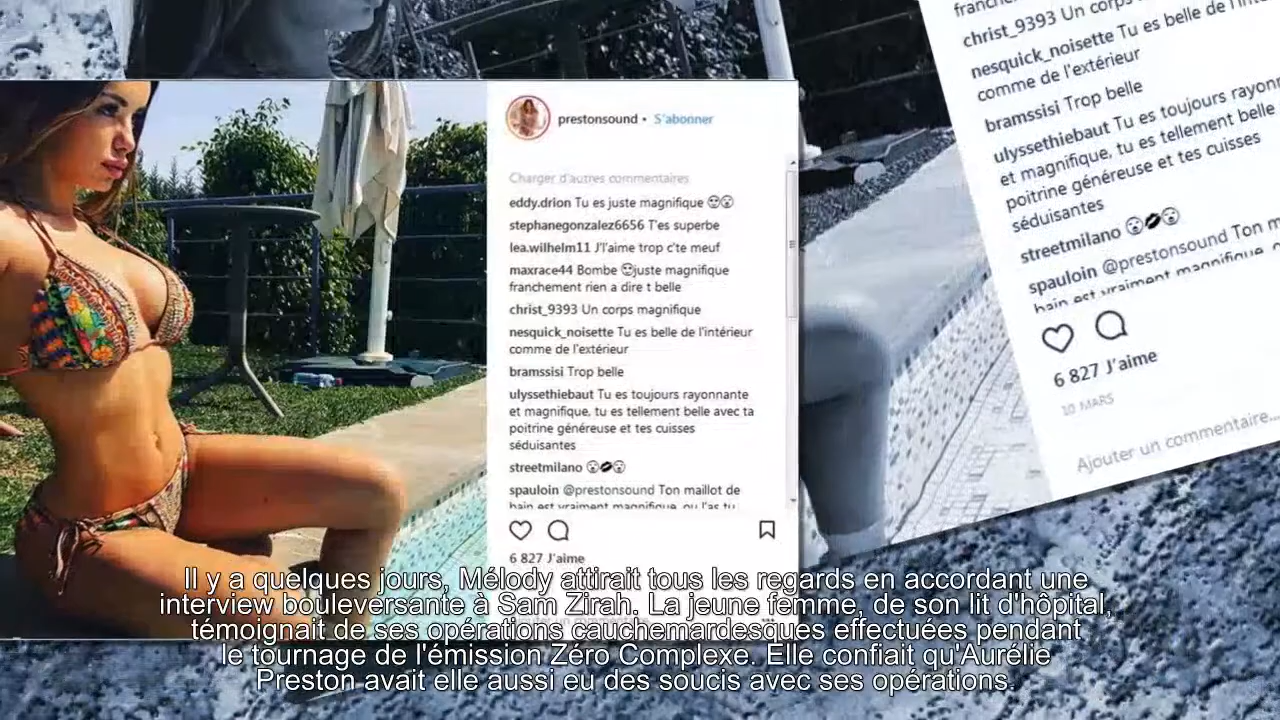 prestonsound • S'abonner
Charger d'autres commentaires
eddy.drion Tu es juste magnifique 😍😮
stephanegonzalez6656 T'es superbe
lea.wilhelm11 J'l'aime trop c'te meuf
maxrace44 Bombe 😍juste magnifique
franchement rien a dire t belle
christ_9393 Un corps magnifique
nesquick_noisette Tu es belle de l'intérieur
comme de l'extérieur
bramssisi Trop belle
ulyssethiebaut Tu es toujours rayonnante
et magnifique, tu es tellement belle avec ta
poitrine généreuse et tes cuisses
séduisantes
streetmilano 😮💋😮
spauloin @prestonsound Ton maillot de
bain est vraiment magnifique, ou l'as tu
6 827 J'aime
christ_9393 Un corps
nesquick_noisette Tu es belle de
comme de l'extérieur
bramssisi Trop belle
ulyssethiebaut Tu es toujours
et magnifique, tu es tellement belle
poitrine généreuse et tes cuisses
séduisantes
streetmilano 😮💋😮
spauloin @prestonsound Ton
bain est vraiment magnifique,
6 827 J'aime
10 MARS
Ajouter un commentaire...
Il y a quelques jours, Mélody attirait tous les regards en accordant une
interview bouleversante à Sam Zirah. La jeune femme, de son lit d'hôpital,
témoignait de ses opérations cauchemardesques effectuées pendant
le tournage de l'émission Zéro Complexe. Elle confiait qu'Aurélie
Preston avait elle aussi eu des soucis avec ses opérations.